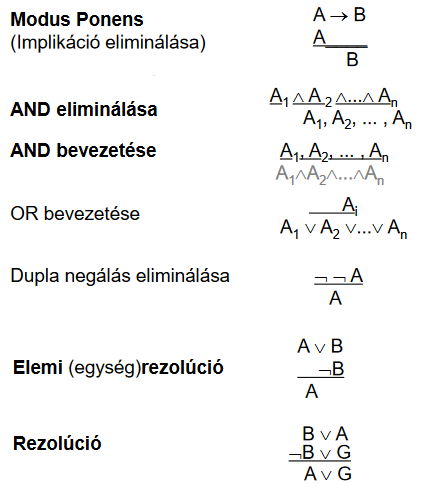 Modus Ponens A → B
(Implikáció eliminálása) A
B
AND eliminálása A₁ ∧ A₂ ∧...∧ Aₙ
A₁, A₂, ... , Aₙ
AND bevezetése A₁, A₂, ... , Aₙ
A₁∧A₂∧...∧Aₙ
OR bevezetése Aᵢ
A₁ ∨ A₂ ∨...∨ Aₙ
Dupla negálás eliminálása ¬ ¬ A
A
A ∨ B
Elemi (egység)rezolúció ¬B
A
B ∨ A
Rezolúció ¬B ∨ G
A ∨ G